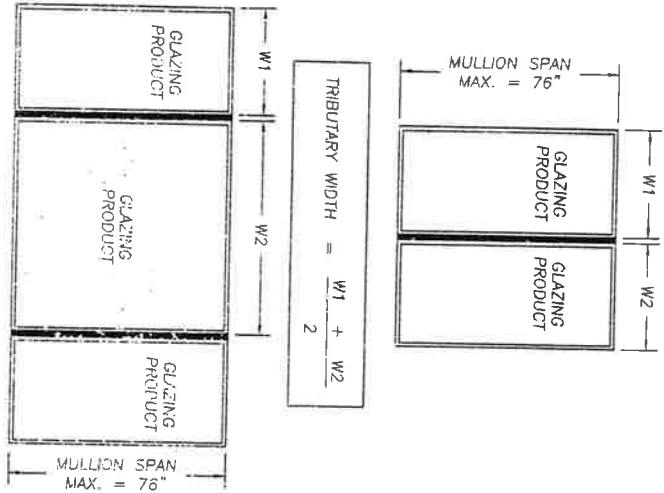 MULLION SPAN
MAX. = 76"
W1
W2
GLAZING
PRODUCT
GLAZING
PRODUCT
TRIBUTARY WIDTH = W1 + W2
2
W1
W2
GLAZING
PRODUCT
GLAZING
PRODUCT
GLAZING
PRODUCT
MULLION SPAN
MAX. = 76"